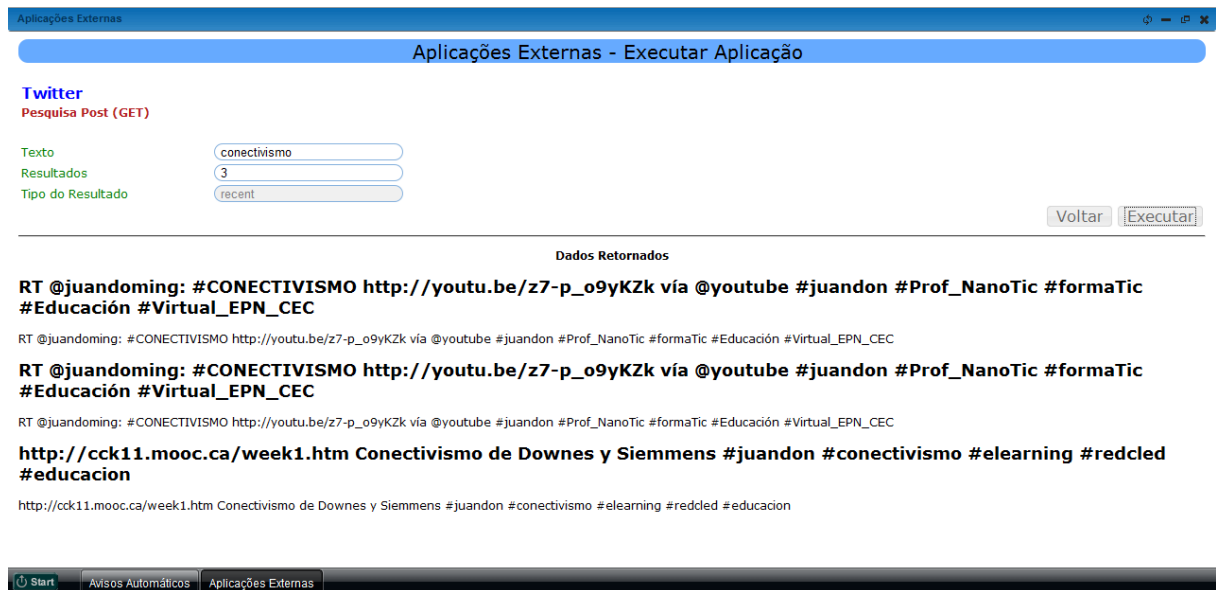 Aplicações Externas
Aplicações Externas - Executar Aplicação
Twitter
Pesquisa Post (GET)
Texto conectivismo
Resultados 3
Tipo do Resultado recent
Voltar Executar
Dados Retornados
RT @juandoming: #CONECTIVISMO http://youtu.be/z7-p_o9yKZk vía @youtube #juandon #Prof_NanoTic #formaTic
#Educación #Virtual_EPN_CEC
RT @juandoming: #CONECTIVISMO http://youtu.be/z7-p_o9yKZk vía @youtube #juandon #Prof_NanoTic #formaTic #Educación #Virtual_EPN_CEC
RT @juandoming: #CONECTIVISMO http://youtu.be/z7-p_o9yKZk vía @youtube #juandon #Prof_NanoTic #formaTic
#Educación #Virtual_EPN_CEC
RT @juandoming: #CONECTIVISMO http://youtu.be/z7-p_o9yKZk vía @youtube #juandon #Prof_NanoTic #formaTic #Educación #Virtual_EPN_CEC
http://cck11.mooc.ca/week1.htm Conectivismo de Downes y Siemmens #juandon #conectivismo #elearning #redcled
#educacion
http://cck11.mooc.ca/week1.htm Conectivismo de Downes y Siemmens #juandon #conectivismo #elearning #redcled #educacion
Start Avisos Automáticos Aplicações Externas